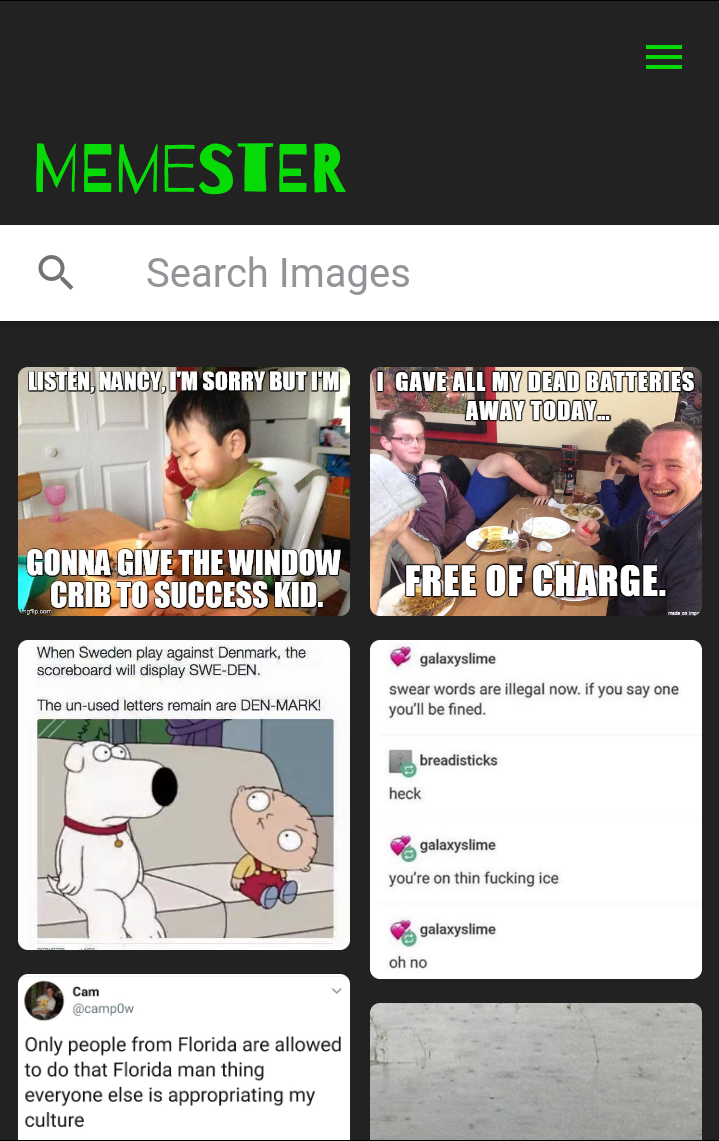 MEMESTER
Search Images
LISTEN, NANCY, I'M SORRY BUT I'M
GONNA GIVE THE WINDOW
CRIB TO SUCCESS KID.
imgflip.com
I GAVE ALL MY DEAD BATTERIES
AWAY TODAY...
FREE OF CHARGE.
made on imgur
When Sweden play against Denmark, the
scoreboard will display SWE-DEN.
The un-used letters remain are DEN-MARK!
galaxyslime
swear words are illegal now. if you say one
you'll be fined.
breadisticks
heck
galaxyslime
you're on thin fucking ice
galaxyslime
oh no
Cam
@camp0w
Only people from Florida are allowed
to do that Florida man thing
everyone else is appropriating my
culture